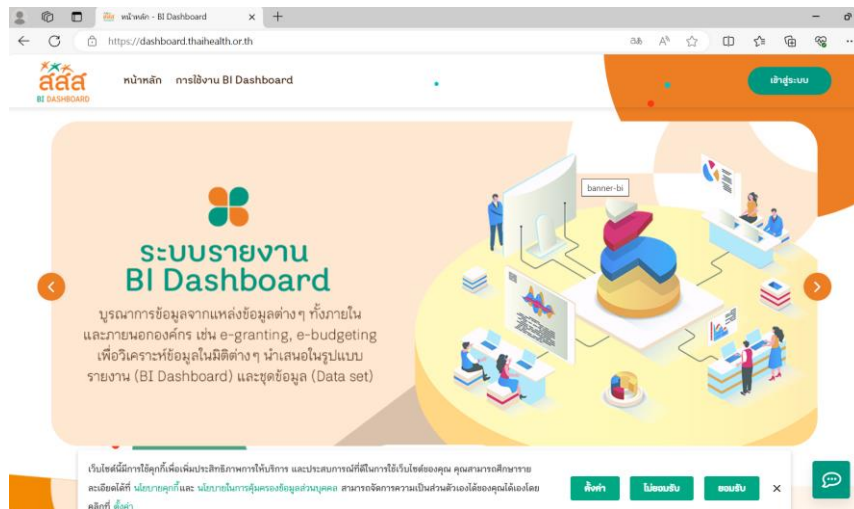 หน้าหลัก - BI Dashboard
https://dashboard.thaihealth.or.th
สสส
BI DASHBOARD
หน้าหลัก การใช้งาน BI Dashboard
เข้าสู่ระบบ
banner-bi
ระบบรายงาน
BI Dashboard
บูรณาการข้อมูลจากแหล่งข้อมูลต่างๆ ทั้งภายใน
และภายนอกองค์กร เช่น e-granting, e-budgeting
เพื่อวิเคราะห์ข้อมูลในมิติต่างๆ นำเสนอในรูปแบบ
รายงาน (BI Dashboard) และชุดข้อมูล (Data set)
เว็บไซต์นี้มีการใช้คุกกี้เพื่อเพิ่มประสิทธิภาพการให้บริการ และประสบการณ์ที่ดีในการใช้เว็บไซต์ของคุณ คุณสามารถศึกษาราย
ละเอียดได้ที่ นโยบายคุกกี้และ นโยบายในการคุ้มครองข้อมูลส่วนบุคคล สามารถจัดการความเป็นส่วนตัวเองได้ของคุณได้เองโดย
คลิกที่ ตั้งค่า
ตั้งค่า ไม่ยอมรับ ยอมรับ